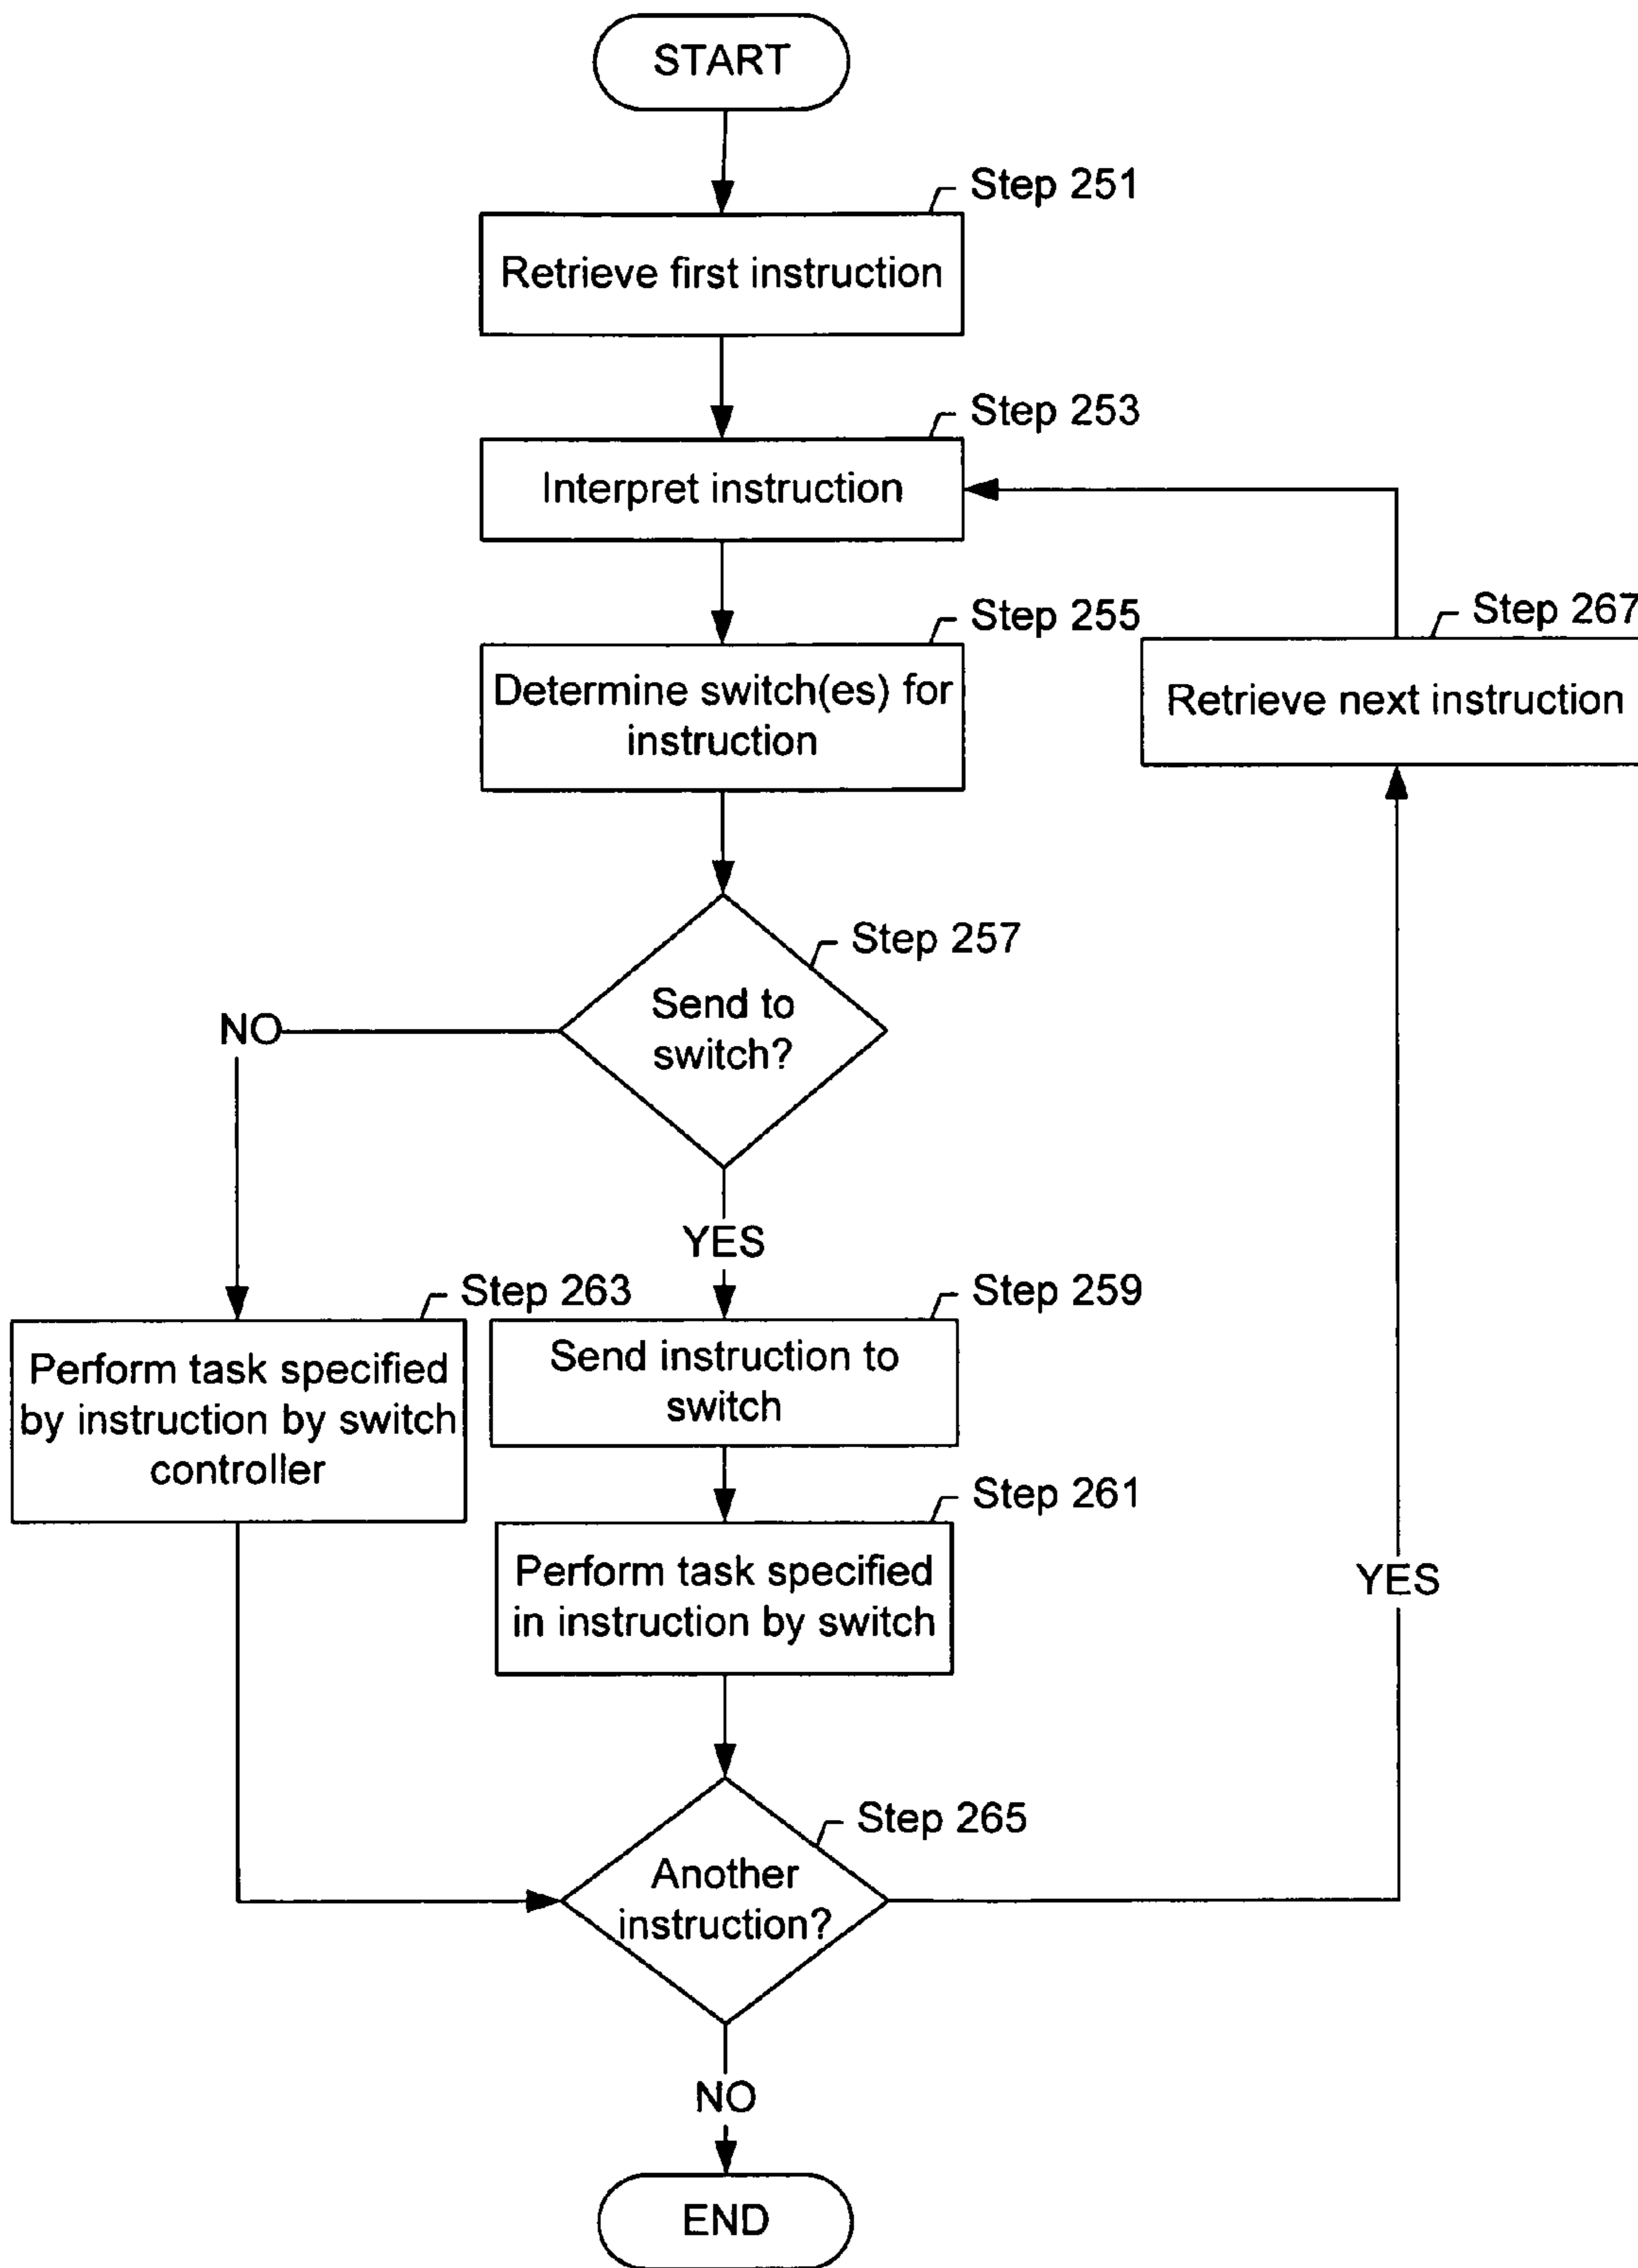 START
Step 251
Retrieve first instruction
Step 253
Interpret instruction
Step 255
Determine switch(es) for
instruction
Step 267
Retrieve next instruction
Step 257
Send to
switch?
NO
YES
Step 263
Perform task specified
by instruction by switch
controller
Step 259
Send instruction to
switch
Step 261
Perform task specified
in instruction by switch
YES
Step 265
Another
instruction?
NO
END